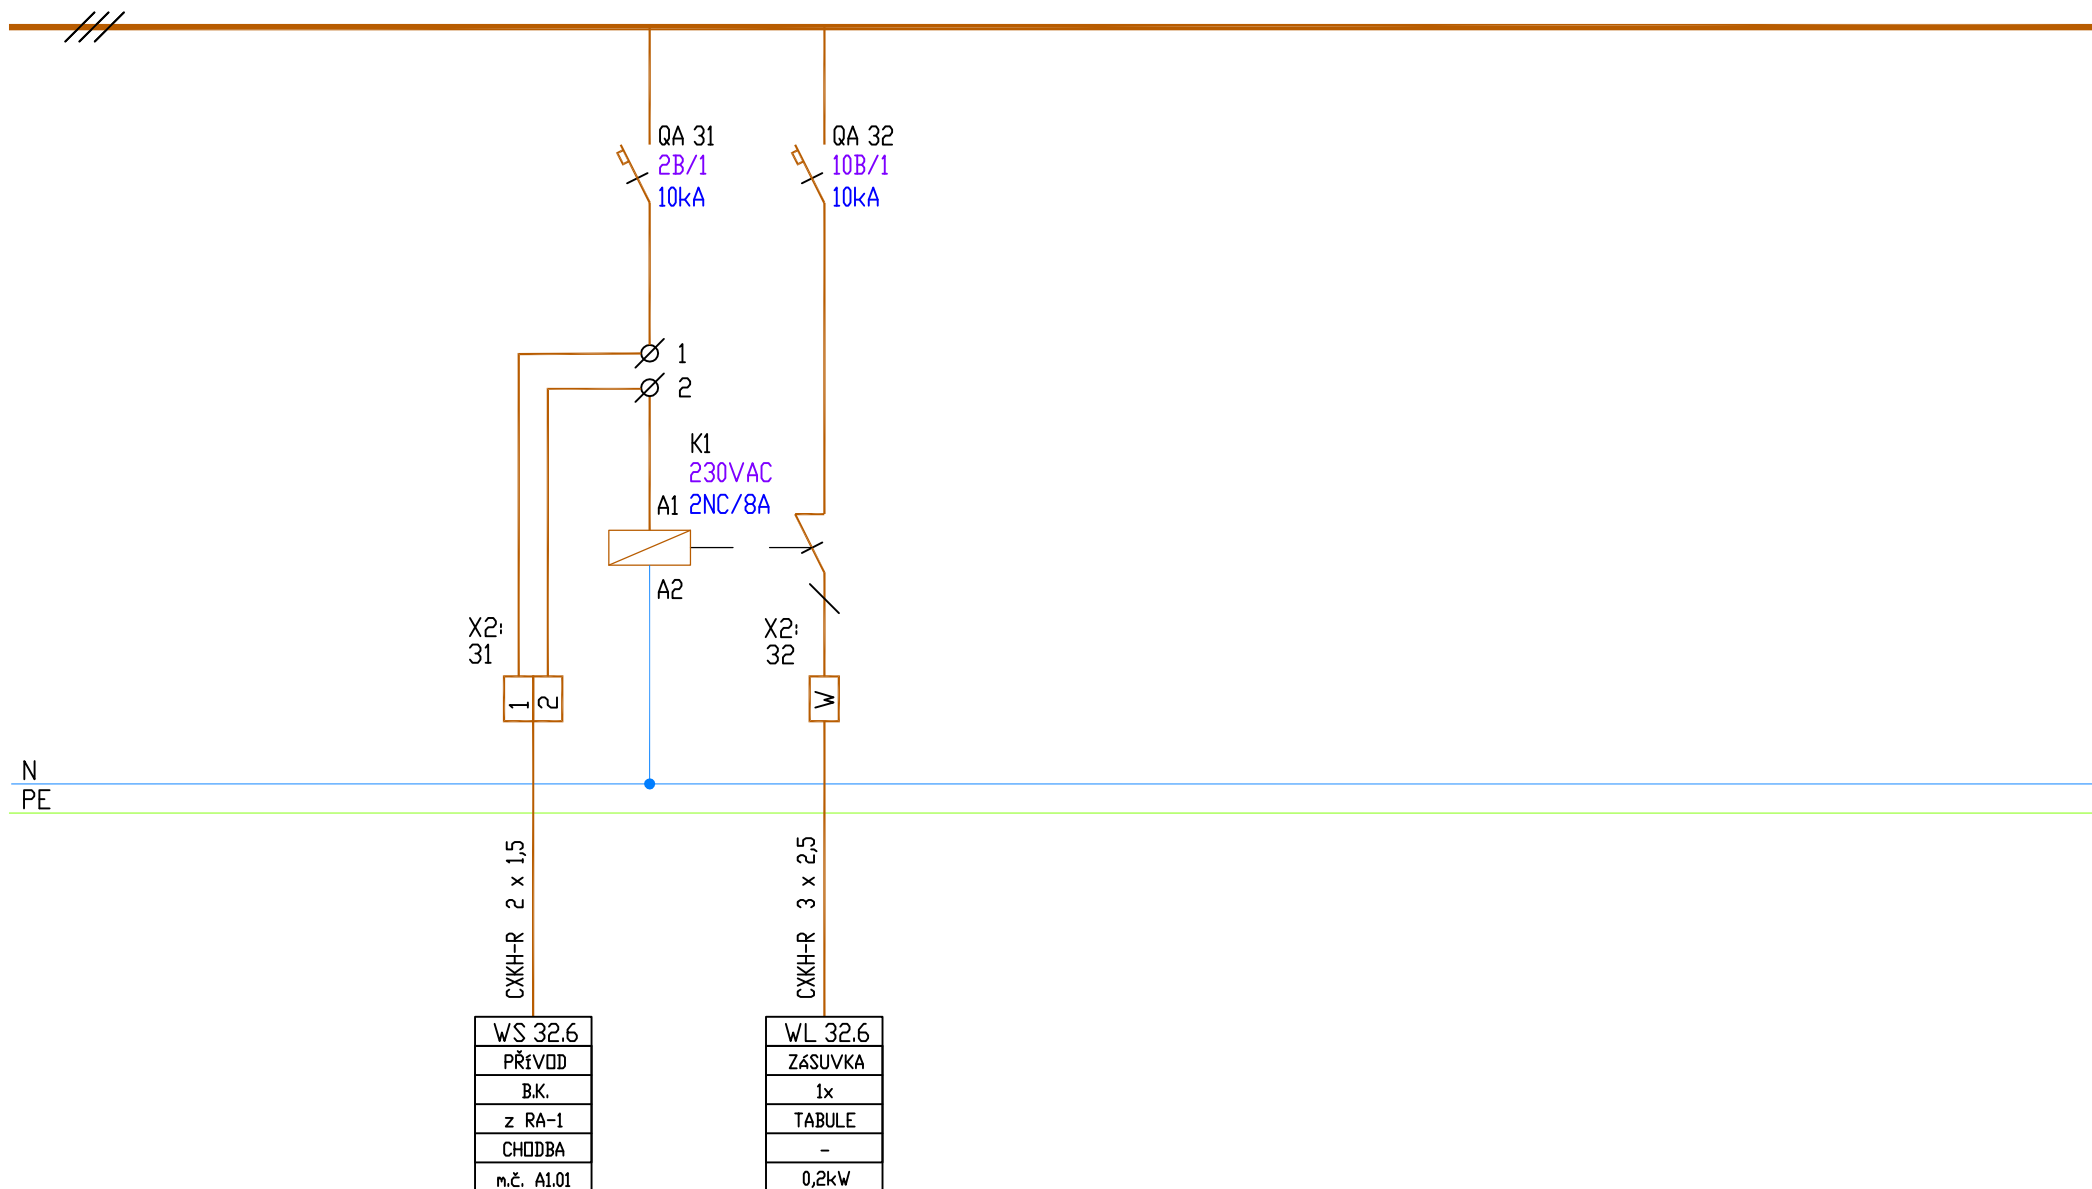 QA 31
2B/1
10kA
QA 32
10B/1
10kA
1
2
K1
230VAC
A1 2NC/8A
A2
X2:
31
X2:
32
1 2
W
N
PE
CXKH-R 2 x 1,5
CXKH-R 3 x 2,5
WS 32.6
PŘÍVOD
B.K.
z RA-1
CHODBA
m.č. A1.01
WL 32.6
ZÁSUVKA
1x
TABULE
-
0,2kW